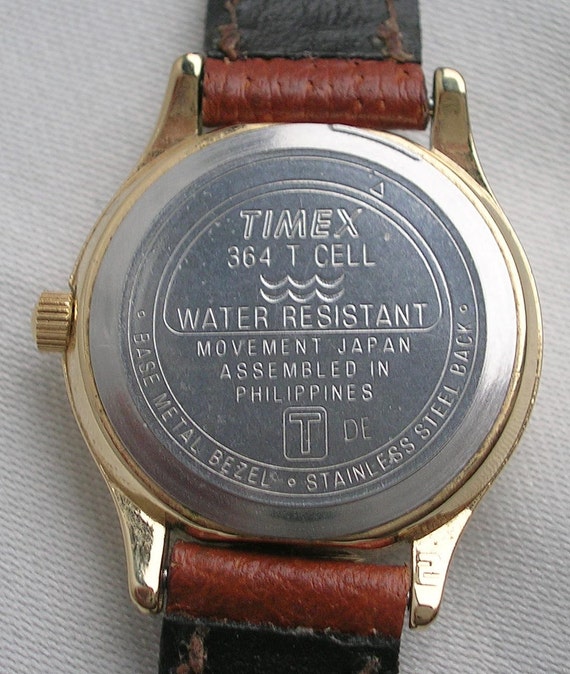 TIMEX
364 T CELL
WATER RESISTANT
MOVEMENT JAPAN
ASSEMBLED IN
PHILIPPINES
T DE
• BASE METAL BEZEL • STAINLESS STEEL BACK •